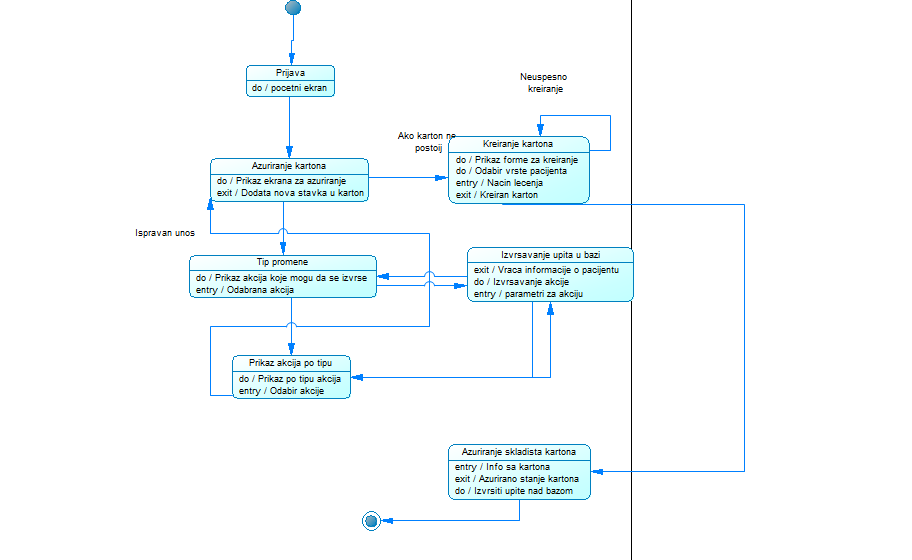 Prijava
do / pocetni ekran
Neuspesno
kreiranje
Ako karton ne
postoij
Kreiranje kartona
do / Prikaz forme za kreiranje
do / Odabir vrste pacijenta
entry / Nacin lecenja
exit / Kreiran karton
Azuriranje kartona
do / Prikaz ekrana za azuriranje
exit / Dodata nova stavka u karton
Ispravan unos
Tip promene
do / Prikaz akcija koje mogu da se izvrse
entry / Odabrana akcija
Izvrsavanje upita u bazi
exit / Vraca informacije o pacijentu
do / Izvrsavanje akcije
entry / parametri za akciju
Prikaz akcija po tipu
do / Prikaz po tipu akcija
entry / Odabir akcije
Azuriranje skladista kartona
entry / Info sa kartona
exit / Azurirano stanje kartona
do / Izvrsiti upite nad bazom